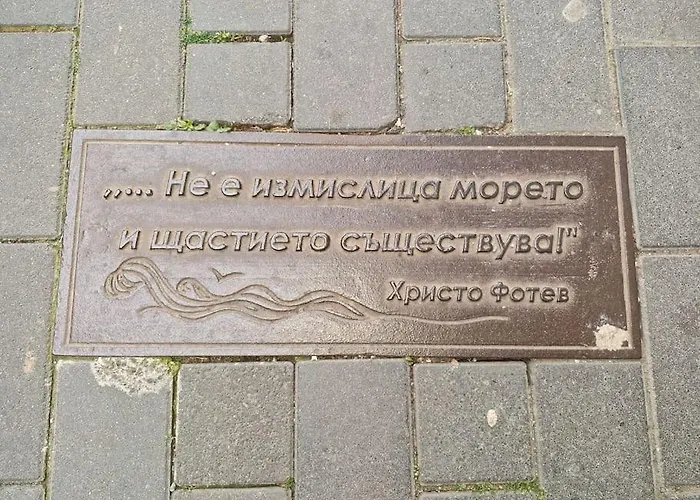 „... Не е измислица морето
и щастието съществува!"
Христо Фотев